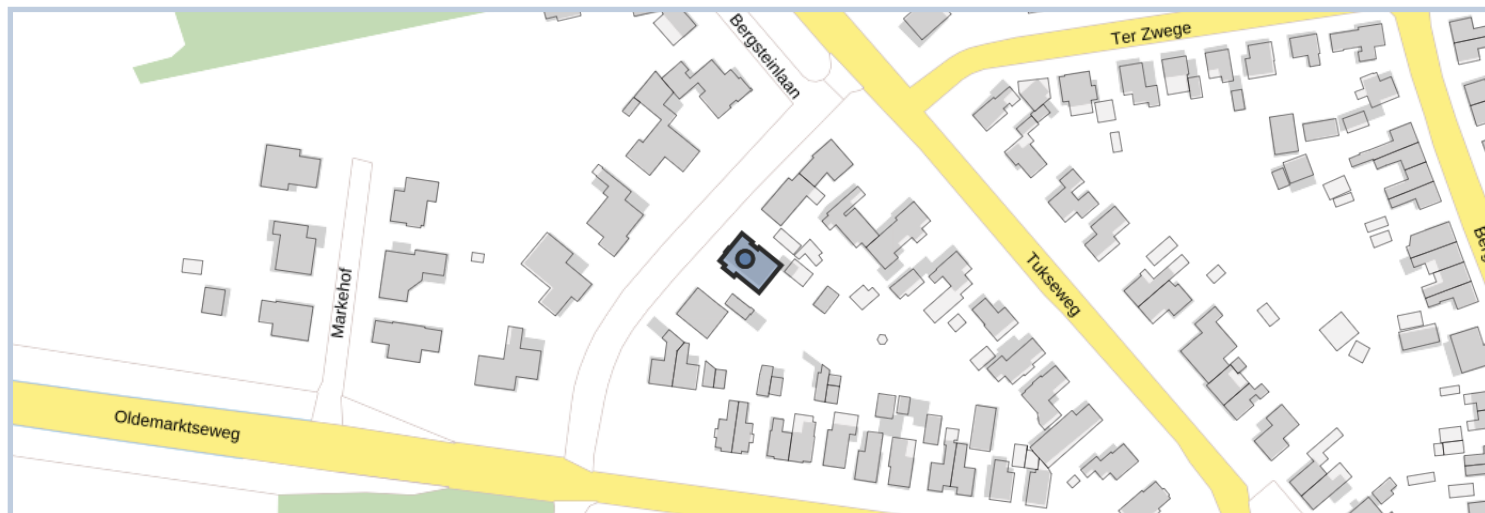 Bergsteinlaan
Ter Zwege
Markehof
Tukseweg
Oldemarktseweg